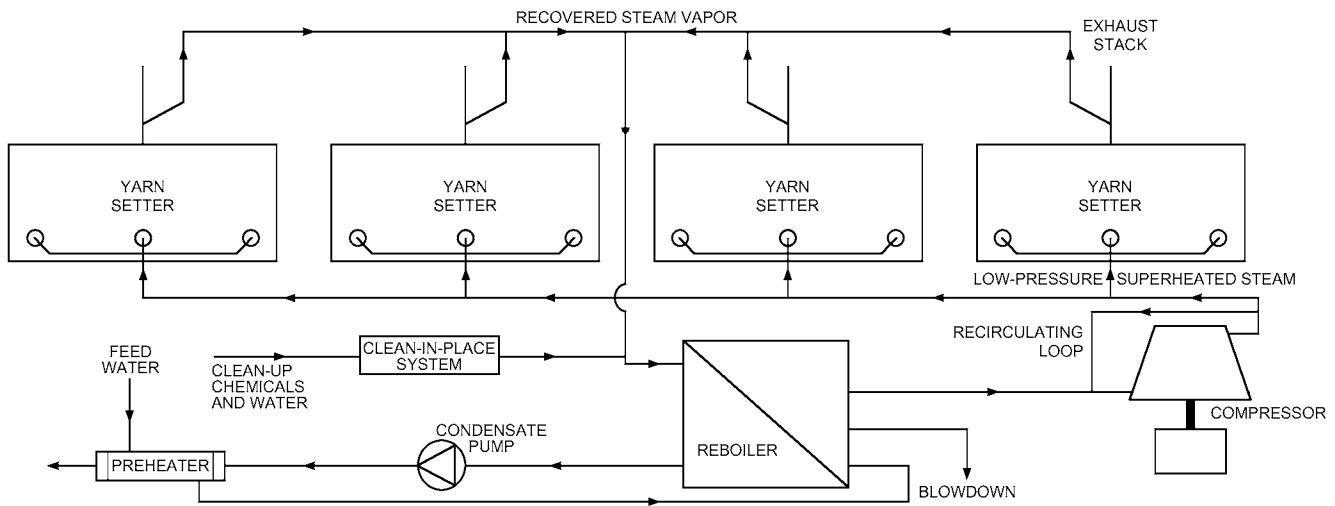 RECOVERED STEAM VAPOR
EXHAUST
STACK
YARN
SETTER
YARN
SETTER
YARN
SETTER
YARN
SETTER
LOW-PRESSURE SUPERHEATED STEAM
RECIRCULATING
LOOP
FEED
WATER
CLEAN-IN-PLACE
SYSTEM
CLEAN-UP
CHEMICALS
AND WATER
COMPRESSOR
CONDENSATE
PUMP
PREHEATER
REBOILER
BLOWDOWN